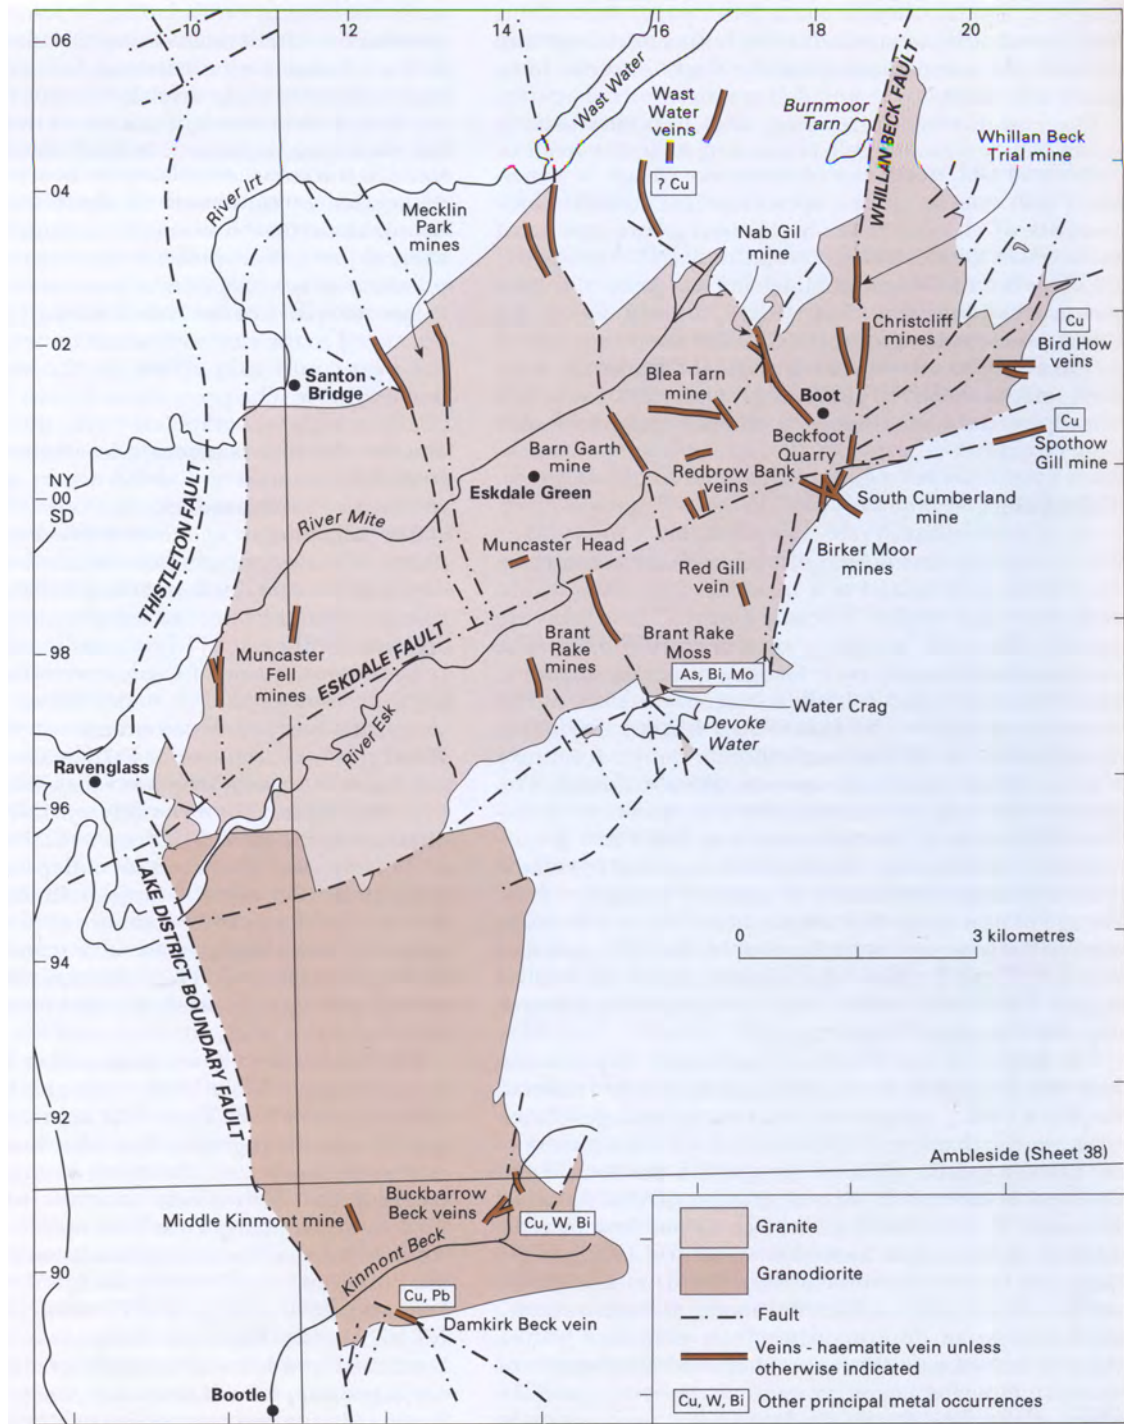 10
12
14
16
18
20
06
04
02
NY
00
SD
98
96
94
92
90
Wast Water
Wast
Water
veins
Burnmoor
Tarn
WHILLAN BECK FAULT
Whillan Beck
Trial mine
River Irt
? Cu
Mecklin
Park
mines
Nab Gil
mine
Christcliff
mines
Cu
Bird How
veins
Santon
Bridge
Blea Tarn
mine
Boot
Cu
Barn Garth
mine
Beckfoot
Quarry
Spothow
Gill mine
Eskdale Green
Redbrow Bank
veins
South Cumberland
mine
THISTLETON FAULT
River Mite
Muncaster Head
Birker Moor
mines
Red Gill
vein
ESKDALE FAULT
Muncaster
Fell
mines
Brant
Rake
mines
Brant Rake
Moss
As, Bi, Mo
Water Crag
River Esk
Devoke
Water
Ravenglass
LAKE DISTRICT BOUNDARY FAULT
0
3 kilometres
Ambleside (Sheet 38)
Buckbarrow
Beck veins
Middle Kinmont mine
Cu, W, Bi
Kinmont Beck
Cu, Pb
Damkirk Beck vein
Bootle
Granite
Granodiorite
Fault
Veins - haematite vein unless
otherwise indicated
Cu, W, Bi
Other principal metal occurrences